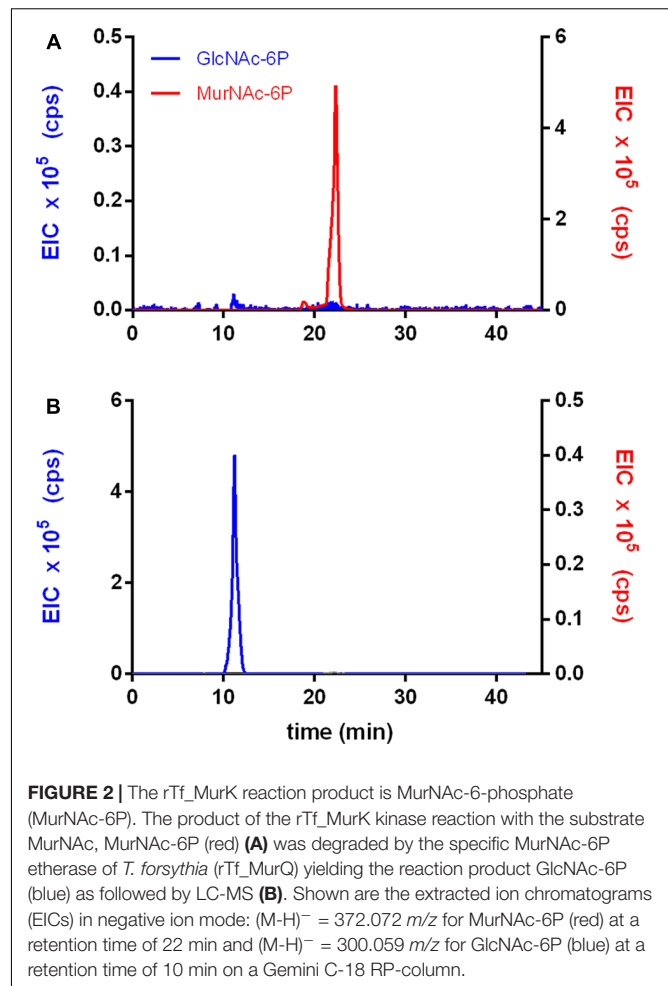 A
GlcNAc-6P
MurNAc-6P
EIC x 10⁵ (cps)
0.5
0.4
0.3
0.2
0.1
0.0
6
4
2
0
EIC x 10⁵ (cps)
0 10 20 30 40
B
EIC x 10⁵ (cps)
6
4
2
0
0.5
0.4
0.3
0.2
0.1
0.0
EIC x 10⁵ (cps)
0 10 20 30 40
time (min)
FIGURE 2 | The rTf_MurK reaction product is MurNAc-6-phosphate
(MurNAc-6P). The product of the rTf_MurK kinase reaction with the substrate
MurNAc, MurNAc-6P (red) (A) was degraded by the specific MurNAc-6P
etherase of T. forsythia (rTf_MurQ) yielding the reaction product GlcNAc-6P
(blue) as followed by LC-MS (B). Shown are the extracted ion chromatograms
(EICs) in negative ion mode: (M-H)⁻ = 372.072 m/z for MurNAc-6P (red) at a
retention time of 22 min and (M-H)⁻ = 300.059 m/z for GlcNAc-6P (blue) at a
retention time of 10 min on a Gemini C-18 RP-column.